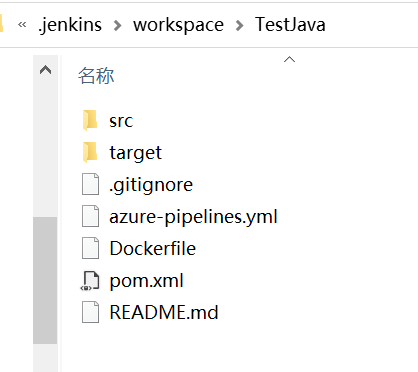 « .jenkins > workspace > TestJava
名称
src
target
.gitignore
azure-pipelines.yml
Dockerfile
pom.xml
README.md